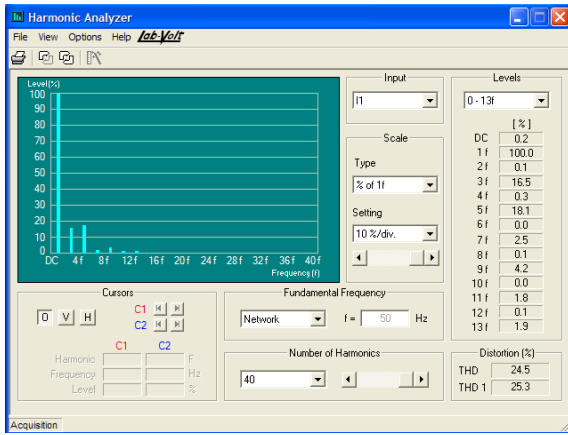 Harmonic Analyzer
File View Options Help Lab-Volt
Level(%)
100
90
80
70
60
50
40
30
20
10
0
DC 4f 8f 12f 16f 20f 24f 28f 32f 36f 40f
Frequency(f)
Input
I1
Scale
Type
% of 1f
Setting
10 %/div.
Levels
0 - 13f
[%]
DC 0.2
1 f 100.0
2 f 0.1
3 f 16.5
4 f 0.3
5 f 18.1
6 f 0.0
7 f 2.5
8 f 0.1
9 f 4.2
10 f 0.0
11 f 1.8
12 f 0.1
13 f 1.9
Cursors
O V H
C1
C2
C1 C2
Harmonic F
Frequency Hz
Level %
Fundamental Frequency
Network f = 50 Hz
Number of Harmonics
40
Distortion (%)
THD 24.5
THD 1 25.3
Acquisition